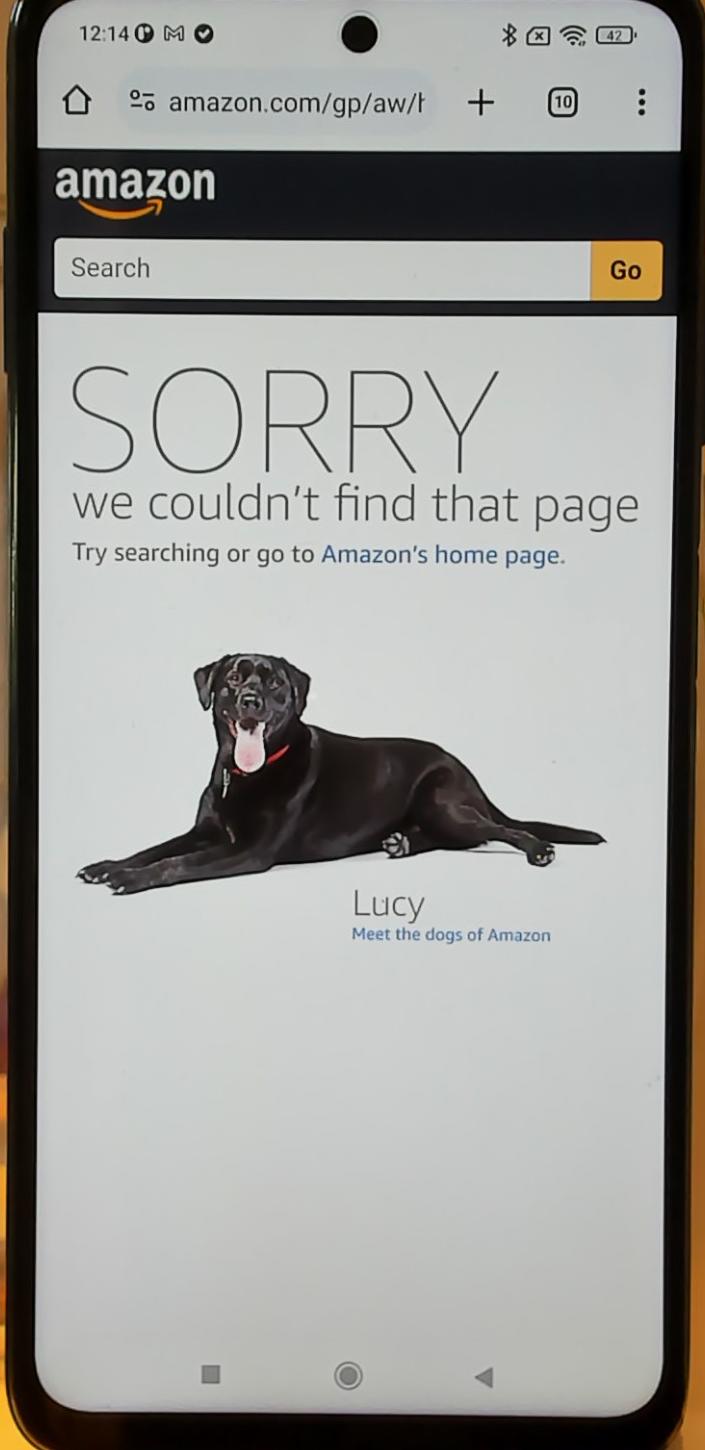 12:14
42
amazon.com/gp/aw/h
10
amazon
Search
Go
SORRY
we couldn't find that page
Try searching or go to Amazon's home page.
Lucy
Meet the dogs of Amazon